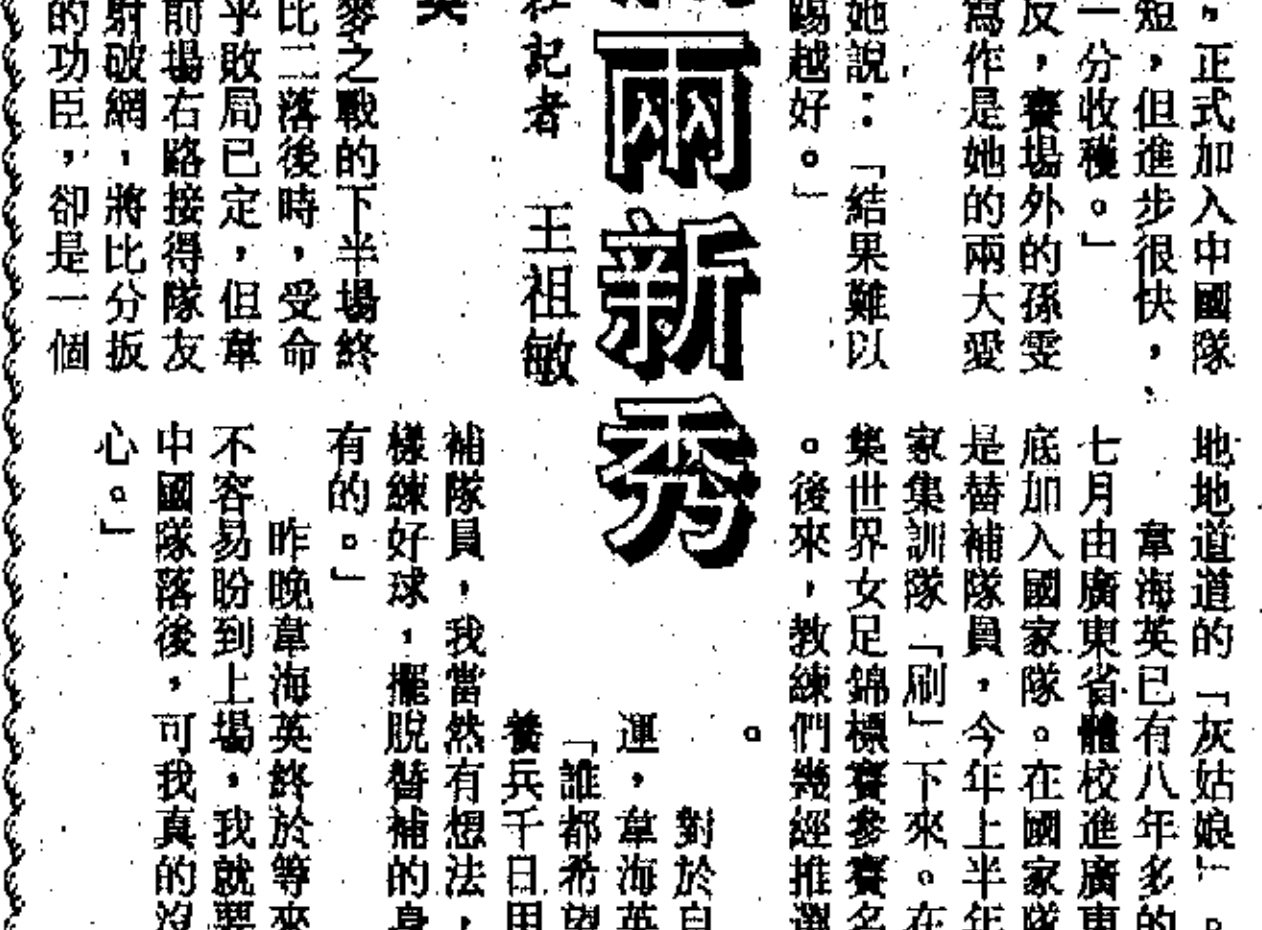 ，正式加入中國隊
短，但進步很快，
一分收穫。」
反，賽場外的孫雯
寫作是她的兩大愛
她說：「結果難以
踢越好。」
兩新秀
記者　王祖敏
麥之戰的下半場終
比二落後時，受命
乎敗局已定，但韋
前場右路接得隊友
射破網，將比分扳
的功臣，卻是一個
地地道道的「灰姑娘」。
韋海英已有八年多的
七月由廣東省體校進廣東
底加入國家隊。在國家隊
是替補隊員，今年上半年
家集訓隊「刷」下來。在
集世界女足錦標賽參賽名
。後來，教練們幾經推選
。
對於自
運，韋海英
「誰都希望
養兵千日用
補隊員，我當然有想法，
樣練好球，擺脫替補的身
有的。」
昨晚韋海英終於等來
不容易盼到上場，我就要
中國隊落後，可我真的沒
心。」